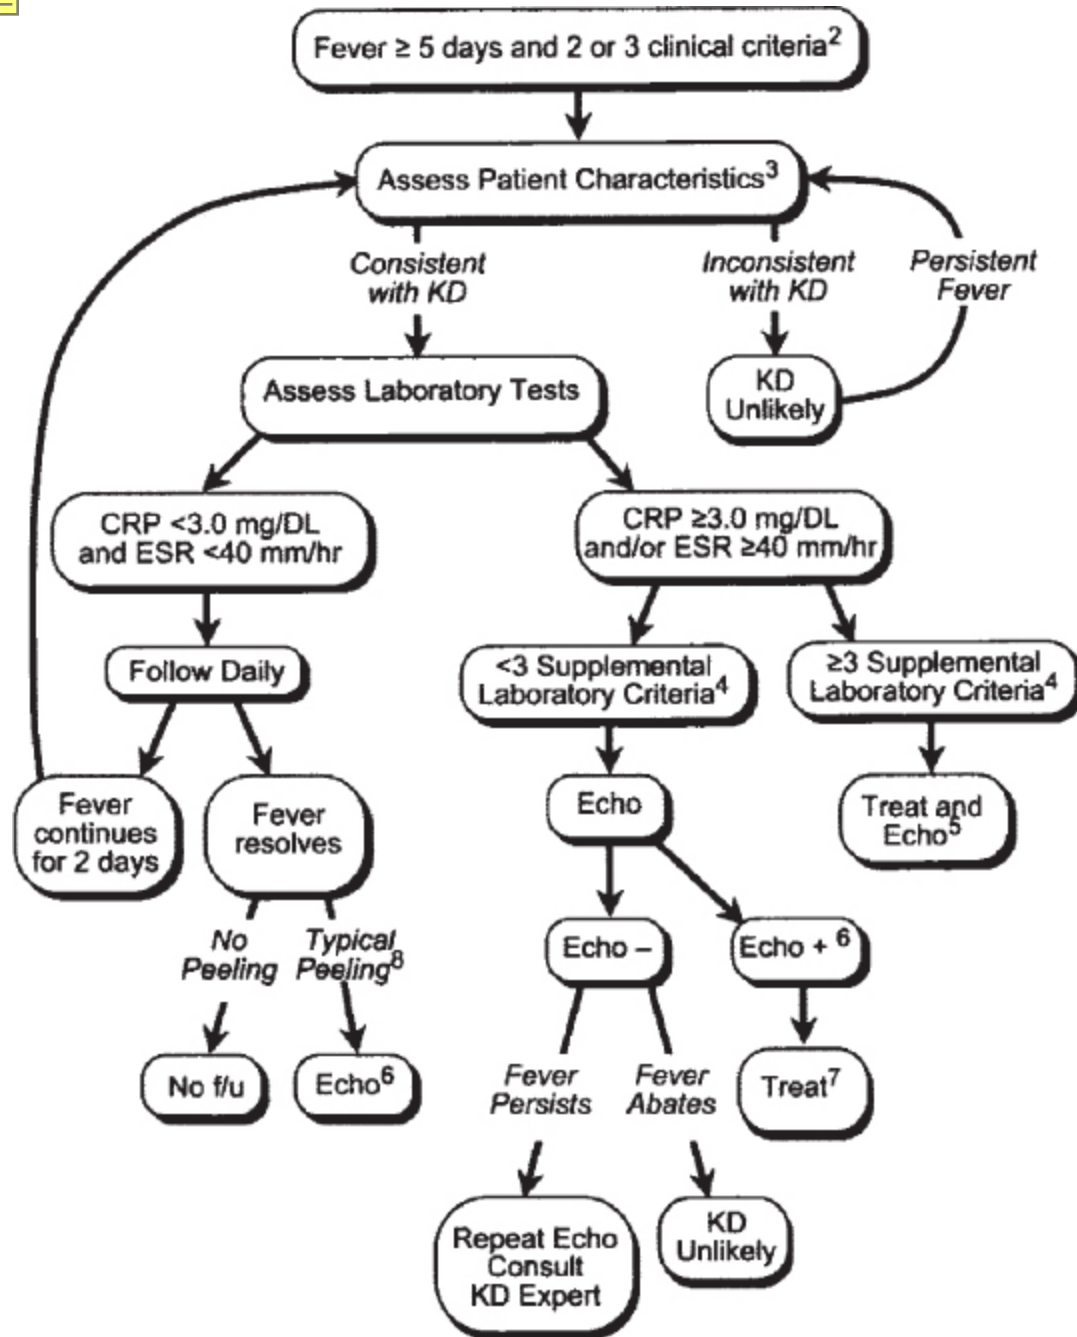 Fever ≥ 5 days and 2 or 3 clinical criteria²
Assess Patient Characteristics³
Consistent
with KD
Inconsistent
with KD
Persistent
Fever
Assess Laboratory Tests
KD
Unlikely
CRP <3.0 mg/DL
and ESR <40 mm/hr
CRP ≥3.0 mg/DL
and/or ESR ≥40 mm/hr
Follow Daily
<3 Supplemental
Laboratory Criteria⁴
≥3 Supplemental
Laboratory Criteria⁴
Fever
continues
for 2 days
Fever
resolves
Echo
Treat and
Echo⁵
No
Peeling
Typical
Peeling⁸
Echo –
Echo + ⁶
No f/u
Echo⁶
Fever
Persists
Fever
Abates
Treat⁷
Repeat Echo
Consult
KD Expert
KD
Unlikely